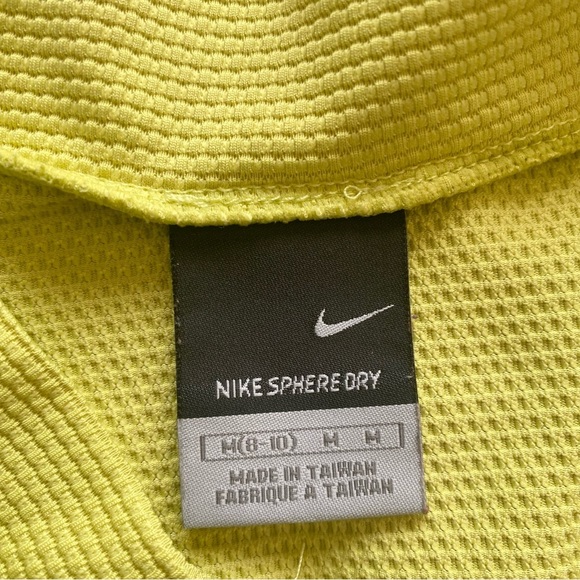 NIKE SPHERE DRY
M(8-10) M M
MADE IN TAIWAN
FABRIQUE A TAIWAN